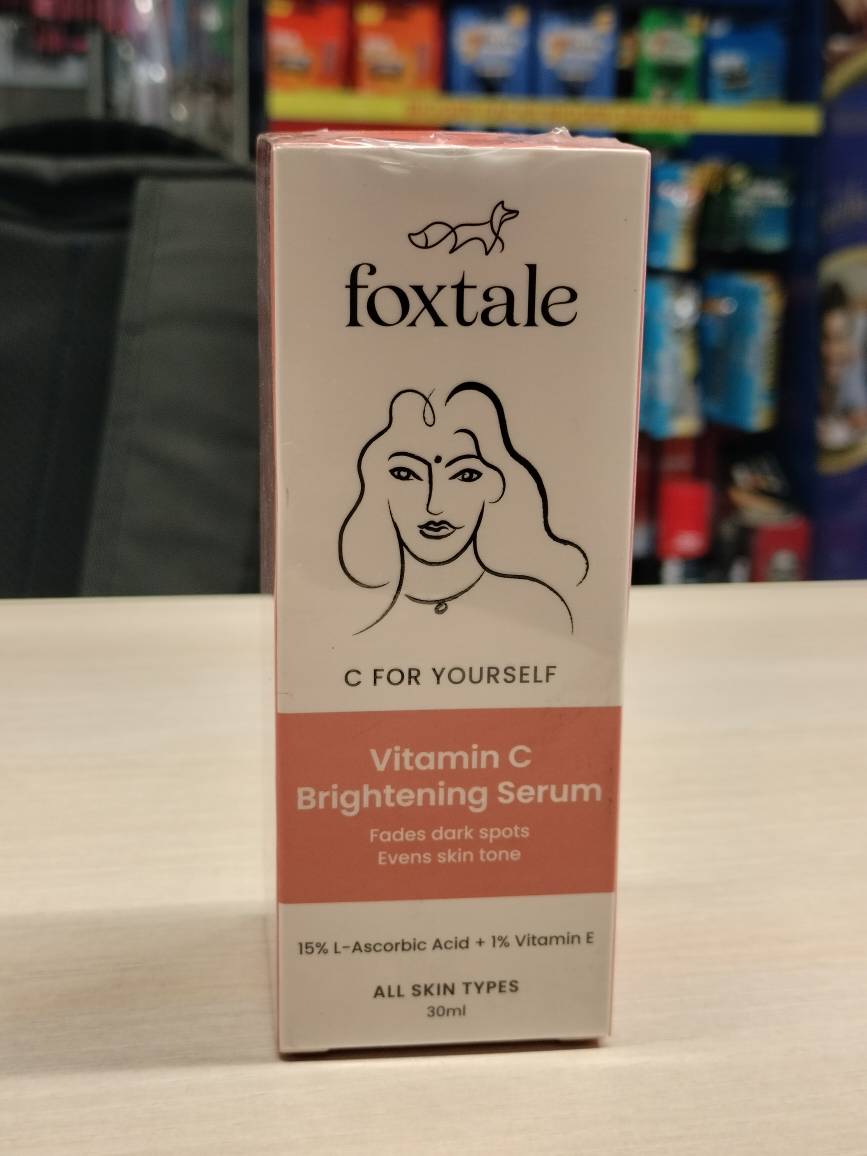 foxtale
C FOR YOURSELF
Vitamin C
Brightening Serum
Fades dark spots
Evens skin tone
15% L-Ascorbic Acid + 1% Vitamin E
ALL SKIN TYPES
30ml